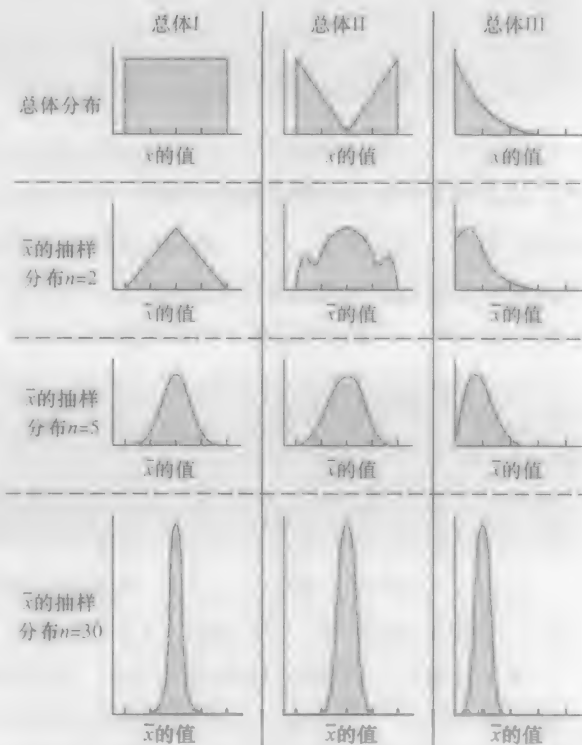 总体I 总体II 总体III
总体分布
x的值 x的值 x的值
x̄的抽样
分布n=2
x̄的值 x̄的值 x̄的值
x̄的抽样
分布n=5
x̄的值 x̄的值 x̄的值
x̄的抽样
分布n=30
x̄的值 x̄的值 x̄的值